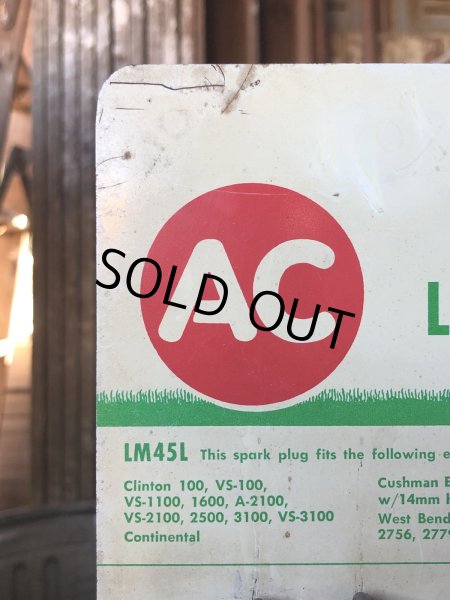 AC
SOLD OUT
L
LM45L This spark plug fits the following e
Clinton 100, VS-100,
VS-1100, 1600, A-2100,
VS-2100, 2500, 3100, VS-3100
Continental
Cushman E
w/14mm H
West Bend
2756, 2779